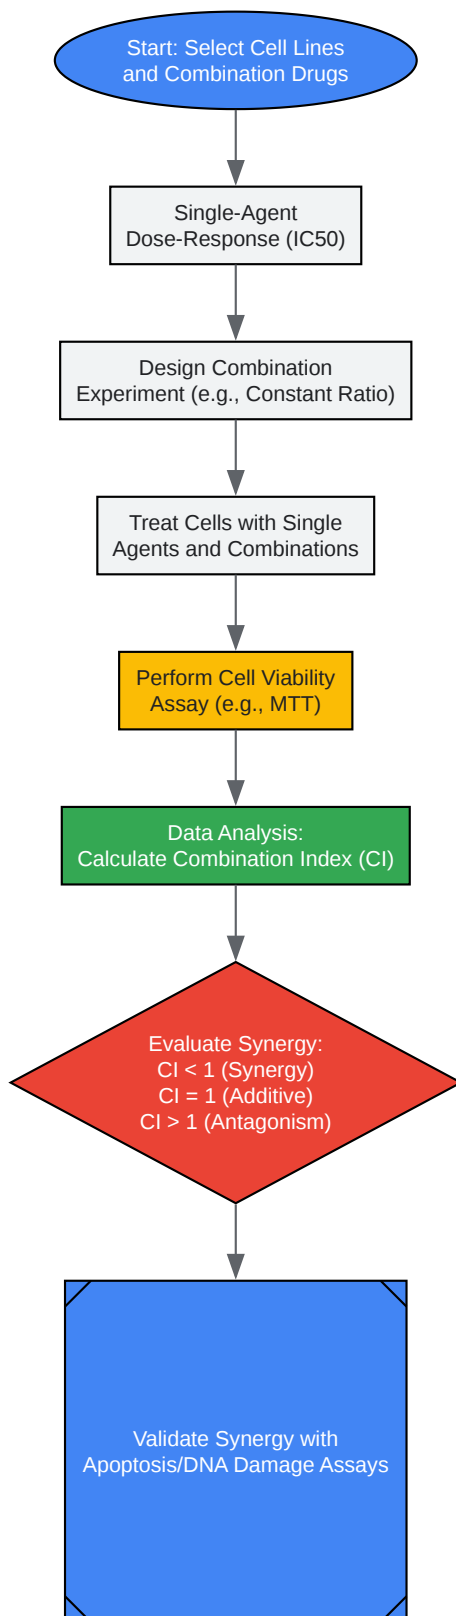 Start: Select Cell Lines
and Combination Drugs
Single-Agent
Dose-Response (IC50)
Design Combination
Experiment (e.g., Constant Ratio)
Treat Cells with Single
Agents and Combinations
Perform Cell Viability
Assay (e.g., MTT)
Data Analysis:
Calculate Combination Index (CI)
Evaluate Synergy:
CI < 1 (Synergy)
CI = 1 (Additive)
CI > 1 (Antagonism)
Validate Synergy with
Apoptosis/DNA Damage Assays